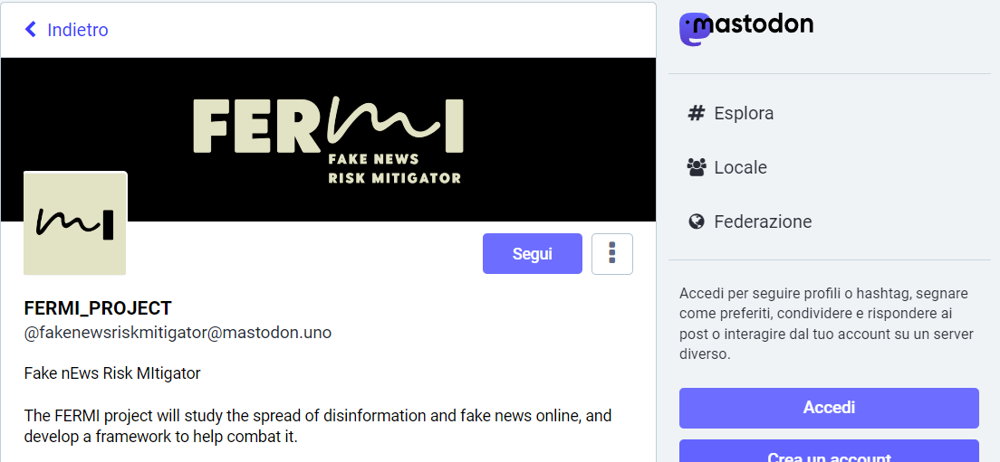 Indietro
FERMI
FAKE NEWS
RISK MITIGATOR
mI
Segui
FERMI_PROJECT
@fakenewsriskmitigator@mastodon.uno
Fake nEws Risk MItigator
The FERMI project will study the spread of disinformation and fake news online, and
develop a framework to help combat it.
mastodon
Esplora
Locale
Federazione
Accedi per seguire profili o hashtag, segnare
come preferiti, condividere e rispondere ai
post o interagire dal tuo account su un server
diverso.
Accedi
Crea un account